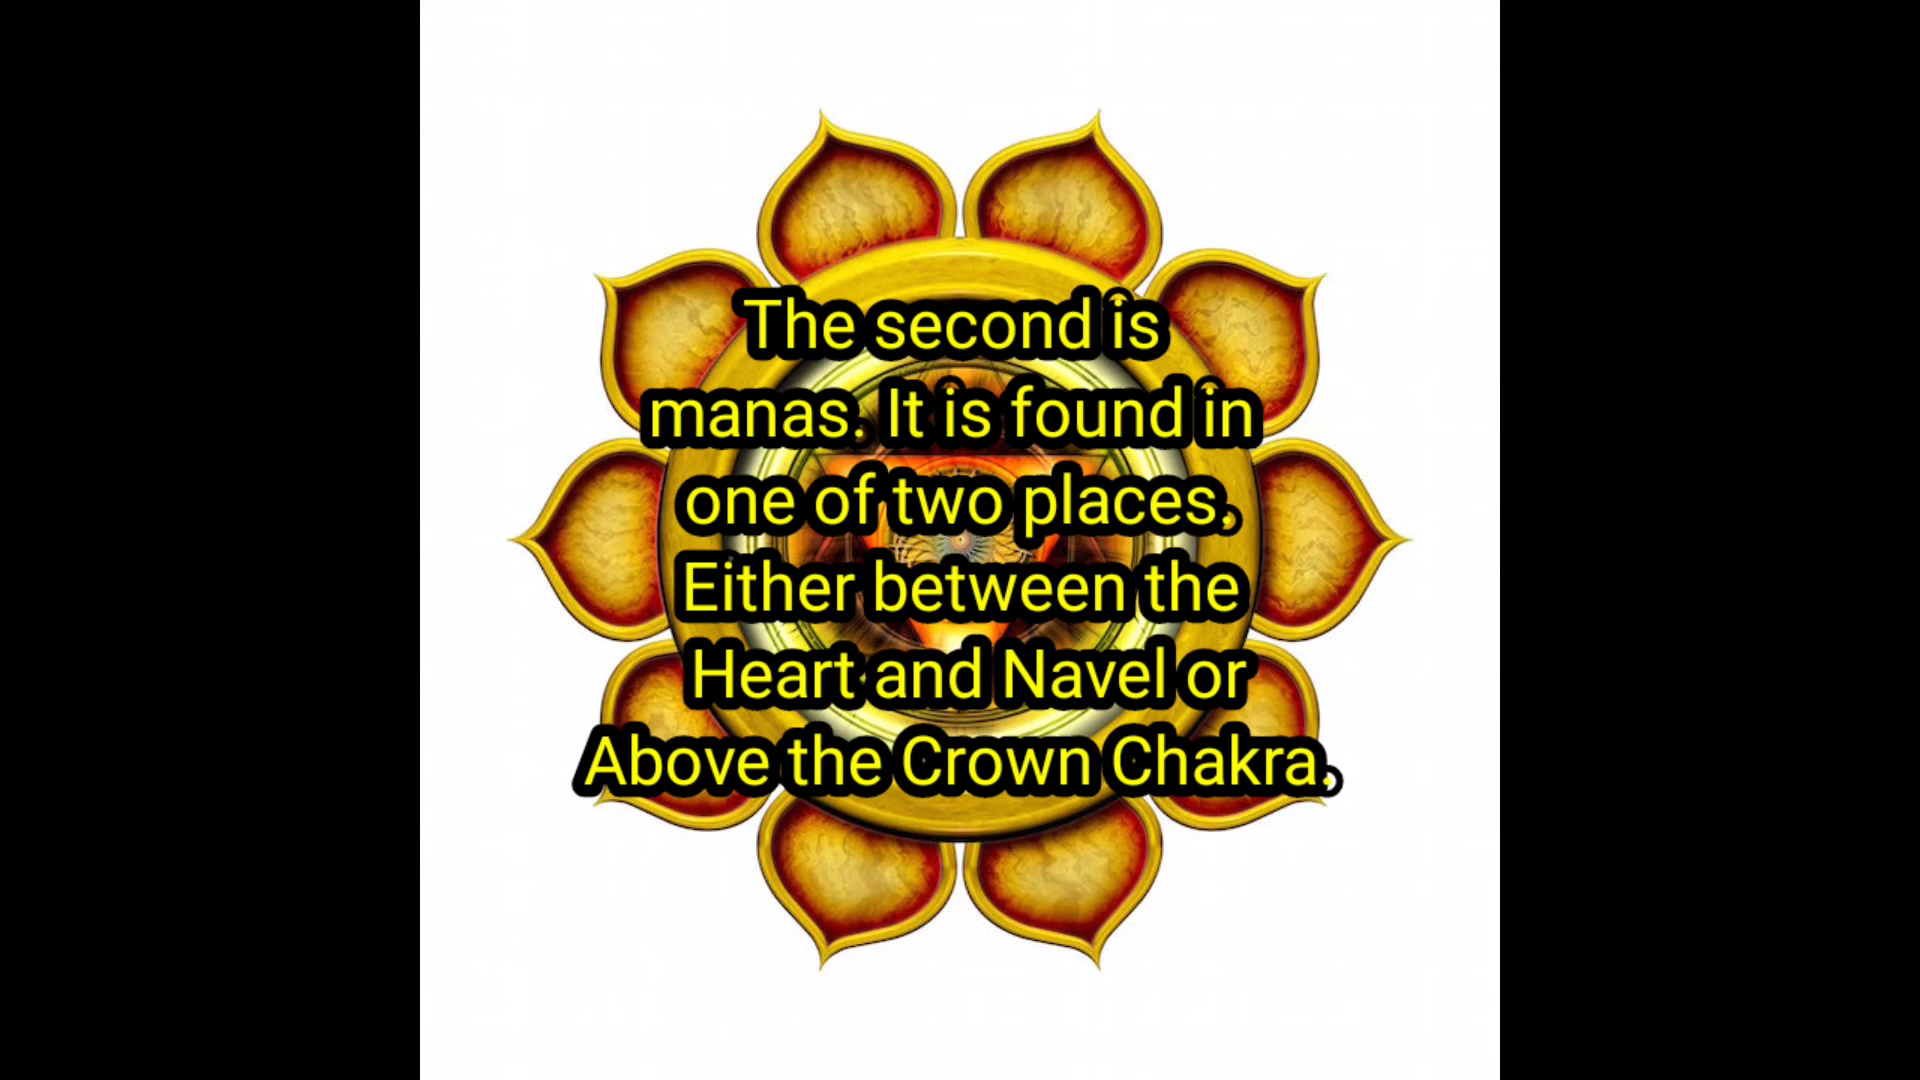 The second is
manas. It is found in
one of two places.
Either between the
Heart and Navel or
Above the Crown Chakra.